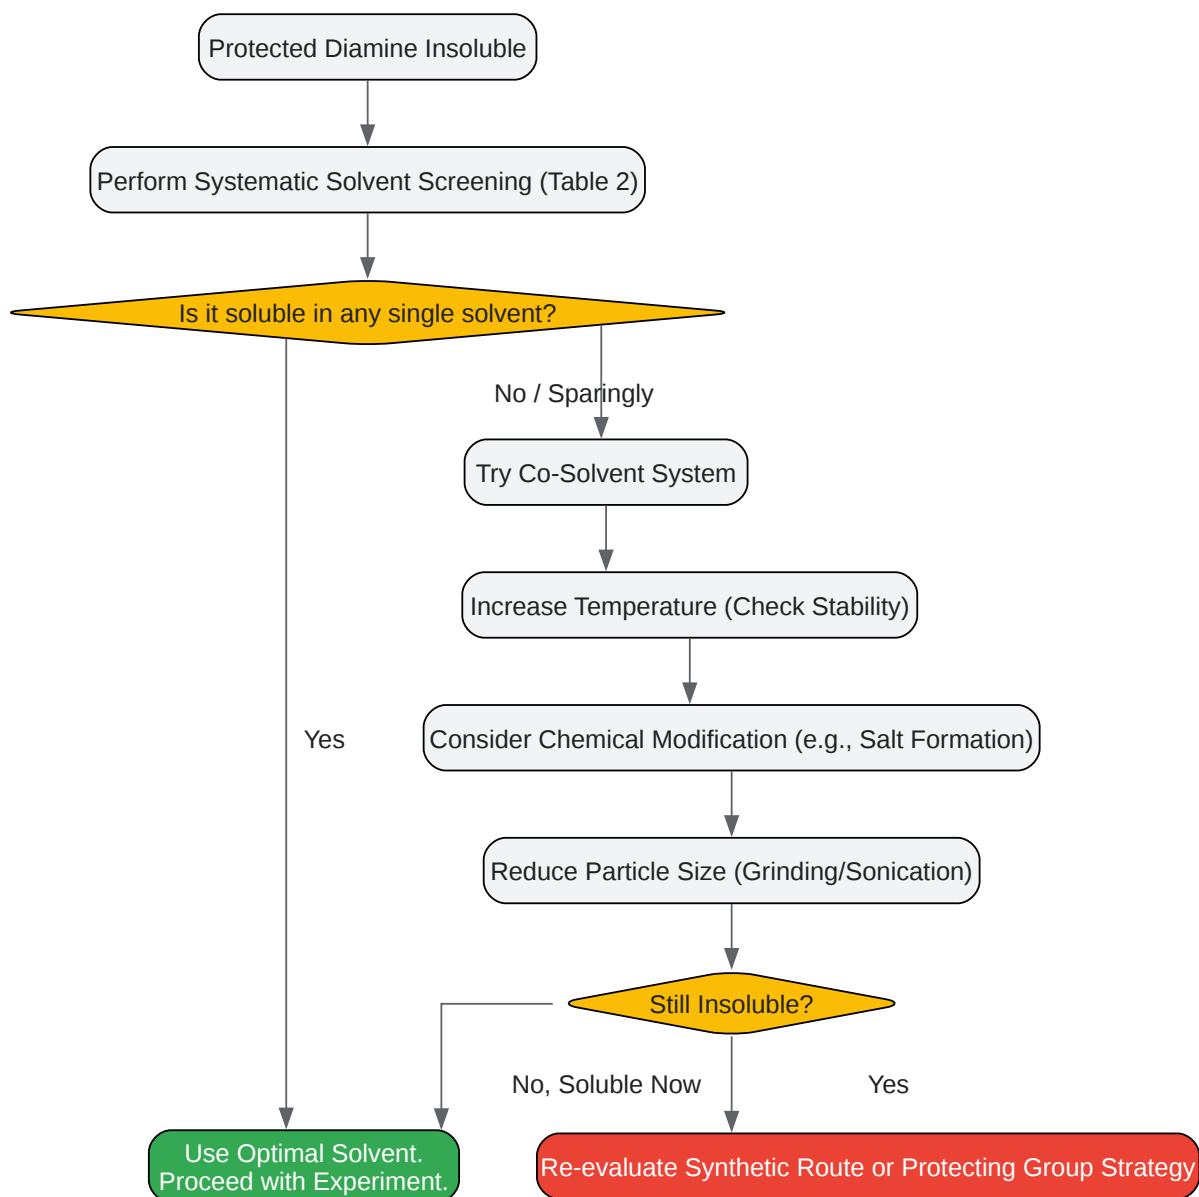 Protected Diamine Insoluble
Perform Systematic Solvent Screening (Table 2)
Is it soluble in any single solvent?
No / Sparingly
Try Co-Solvent System
Increase Temperature (Check Stability)
Yes
Consider Chemical Modification (e.g., Salt Formation)
Reduce Particle Size (Grinding/Sonication)
Still Insoluble?
No, Soluble Now
Yes
Use Optimal Solvent.
Proceed with Experiment.
Re-evaluate Synthetic Route or Protecting Group Strategy